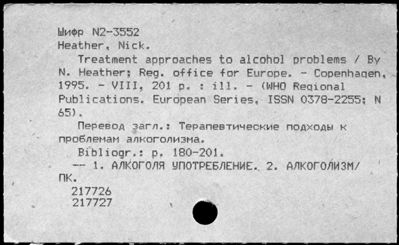 Шифр N2-3552
Heather, Nick.
Treatment approaches to alcohol problems / By
N. Heather; Reg. office for Europe. - Copenhagen,
1995. - VIII, 201 p. : ill. - (WHO Regional
Publications. European Series, ISSN 0378-2255; N
65).
Перевод загл.: Терапевтические подходы к
проблемам алкоголизма.
Bibliogr.: p. 180-201.
-- 1. АЛКОГОЛЯ УПОТРЕБЛЕНИЕ. 2. АЛКОГОЛИЗМ/
ПК.
217726
217727